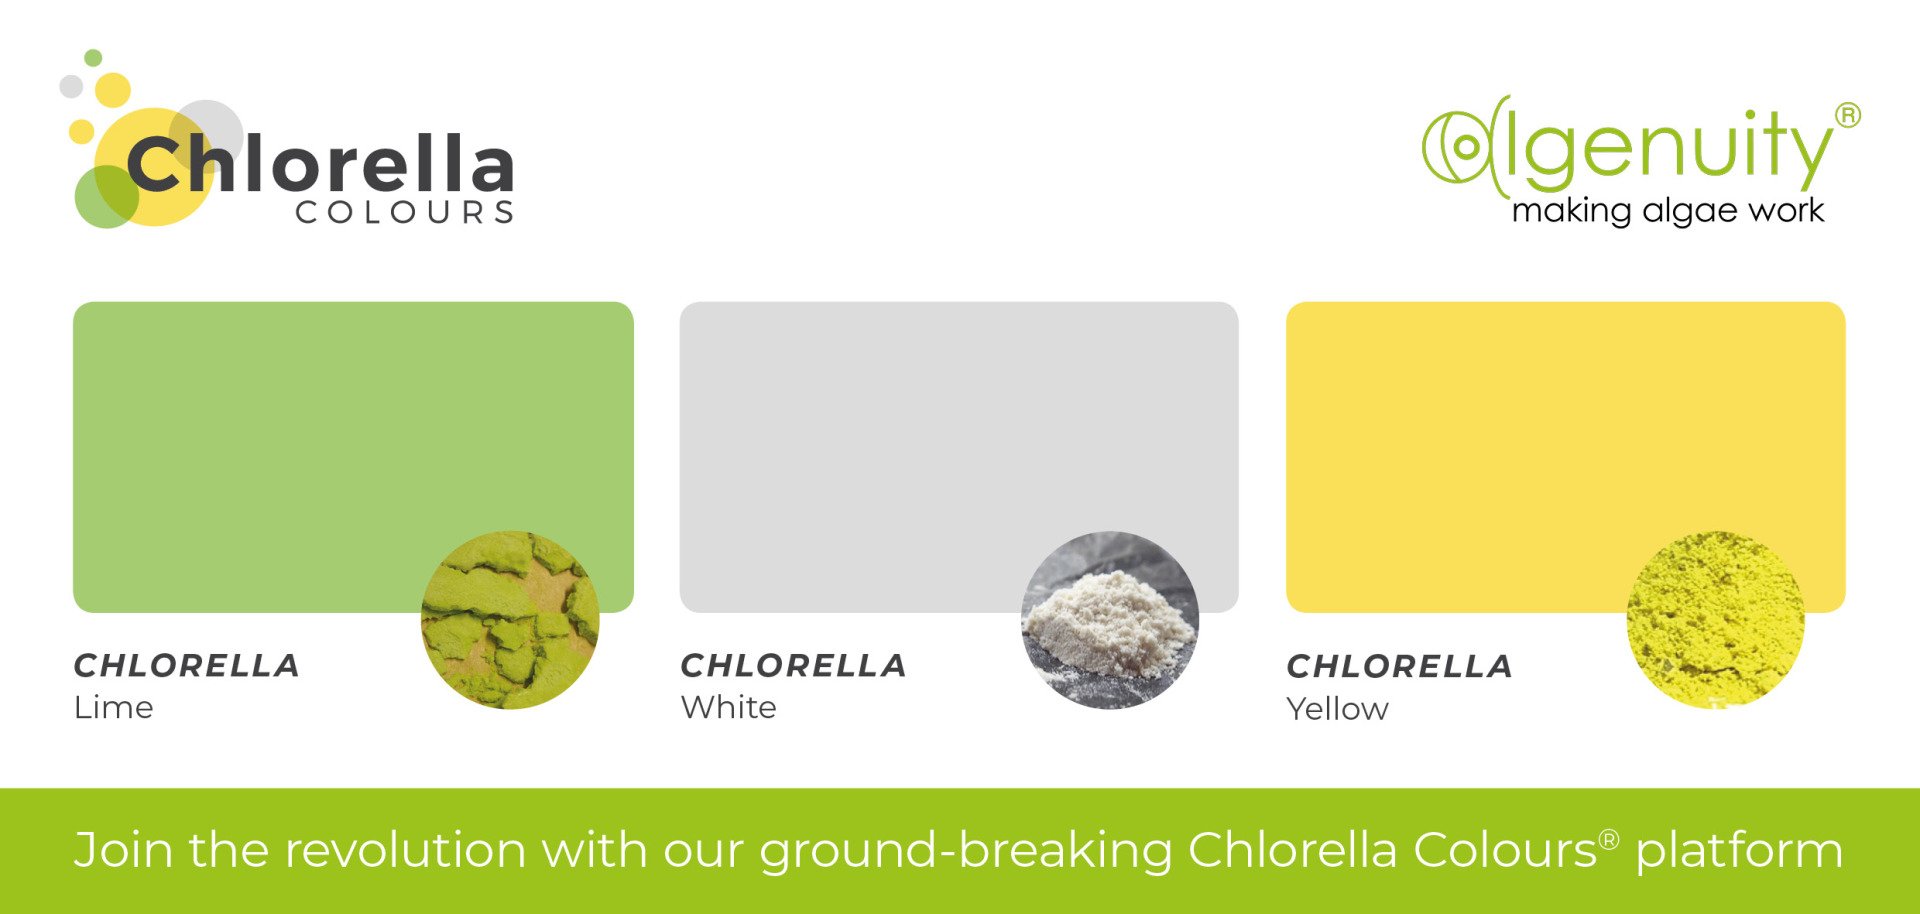 Chlorella
COLOURS
algenuity®
making algae work
CHLORELLA
Lime
CHLORELLA
White
CHLORELLA
Yellow
Join the revolution with our ground-breaking Chlorella Colours® platform